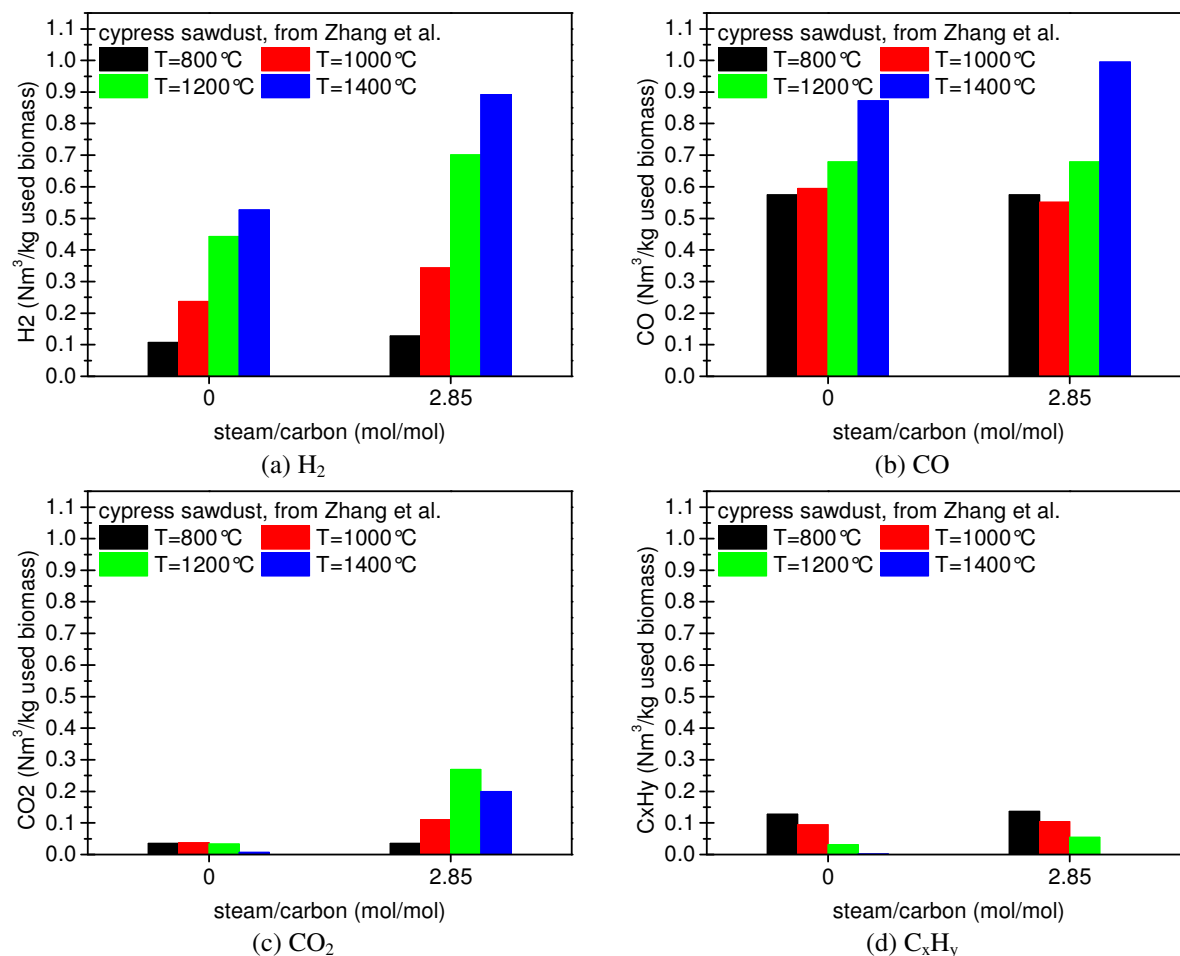 H2 (Nm³/kg used biomass)
1.1
1.0
0.9
0.8
0.7
0.6
0.5
0.4
0.3
0.2
0.1
0.0
cypress sawdust, from Zhang et al.
T=800°C T=1000°C
T=1200°C T=1400°C
0 2.85
steam/carbon (mol/mol)
(a) H₂
CO (Nm³/kg used biomass)
1.1
1.0
0.9
0.8
0.7
0.6
0.5
0.4
0.3
0.2
0.1
0.0
cypress sawdust, from Zhang et al.
T=800°C T=1000°C
T=1200°C T=1400°C
0 2.85
steam/carbon (mol/mol)
(b) CO
CO2 (Nm³/kg used biomass)
1.1
1.0
0.9
0.8
0.7
0.6
0.5
0.4
0.3
0.2
0.1
0.0
cypress sawdust, from Zhang et al.
T=800°C T=1000°C
T=1200°C T=1400°C
0 2.85
steam/carbon (mol/mol)
(c) CO₂
CxHy (Nm³/kg used biomass)
1.1
1.0
0.9
0.8
0.7
0.6
0.5
0.4
0.3
0.2
0.1
0.0
cypress sawdust, from Zhang et al.
T=800°C T=1000°C
T=1200°C T=1400°C
0 2.85
steam/carbon (mol/mol)
(d) CₓHᵧ